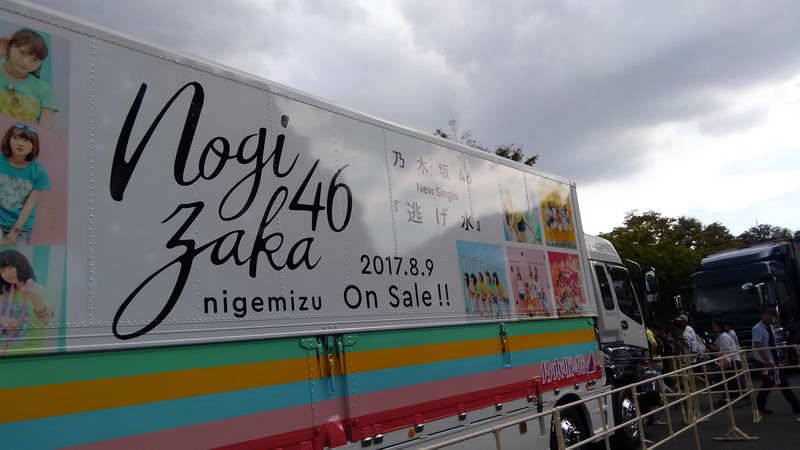 Nogi
zaka46
nigemizu
乃木坂46
New Single
『逃げ水』
2017.8.9
On Sale!!
乃木坂46